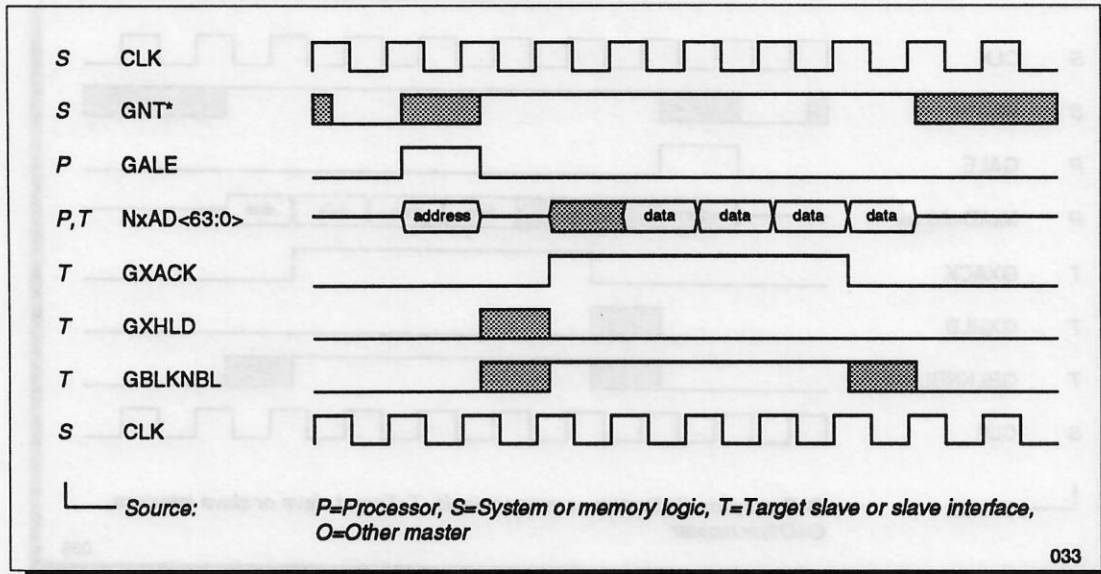 S CLK
S GNT*
P GALE
P,T NxAD<63:0> address data data data data
T GXACK
T GXHLD
T GBLKNBL
S CLK
Source: P=Processor, S=System or memory logic, T=Target slave or slave interface,
O=Other master
033